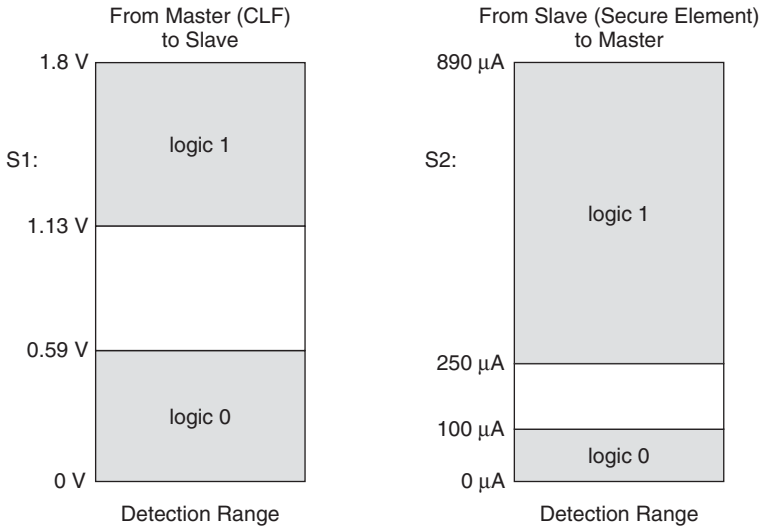 From Master (CLF)
to Slave
1.8 V
S1:
logic 1
1.13 V
0.59 V
logic 0
0 V
Detection Range
From Slave (Secure Element)
to Master
890 μA
S2:
logic 1
250 μA
100 μA
logic 0
0 μA
Detection Range